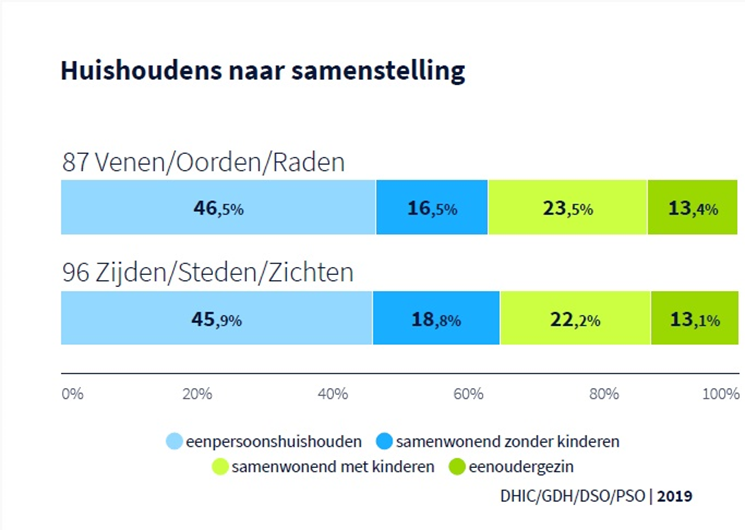 Huishoudens naar samenstelling
87 Venen/Oorden/Raden
46,5% 16,5% 23,5% 13,4%
96 Zijden/Steden/Zichten
45,9% 18,8% 22,2% 13,1%
0% 20% 40% 60% 80% 100%
eenpersoonshuishouden samenwonend zonder kinderen
samenwonend met kinderen eenoudergezin
DHIC/GDH/DSO/PSO | 2019